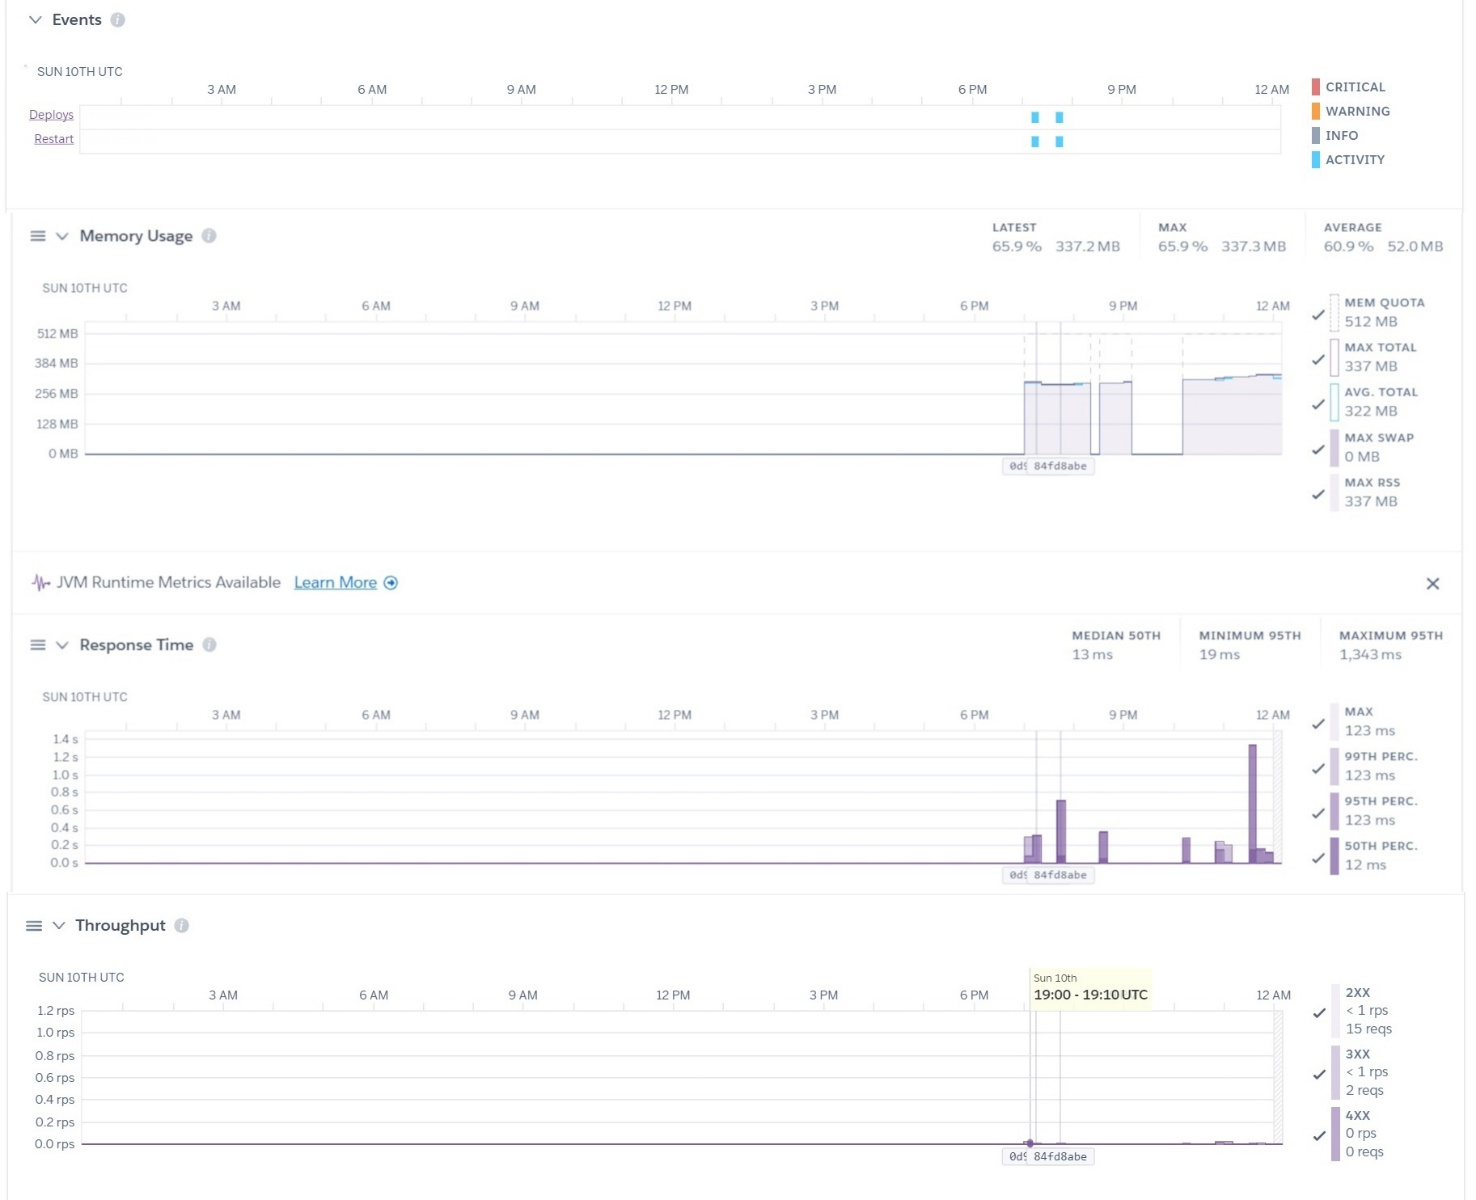 Events
SUN 10TH UTC
3 AM 6 AM 9 AM 12 PM 3 PM 6 PM 9 PM 12 AM
Deploys
Restart
CRITICAL
WARNING
INFO
ACTIVITY
Memory Usage
LATEST
65.9 % 337.2 MB
MAX
65.9 % 337.3 MB
AVERAGE
60.9 % 52.0 MB
SUN 10TH UTC
3 AM 6 AM 9 AM 12 PM 3 PM 6 PM 9 PM 12 AM
512 MB
384 MB
256 MB
128 MB
0 MB
0d9 84fd8abe
MEM QUOTA
512 MB
MAX TOTAL
337 MB
AVG. TOTAL
322 MB
MAX SWAP
0 MB
MAX RSS
337 MB
JVM Runtime Metrics Available Learn More
Response Time
MEDIAN 50TH
13 ms
MINIMUM 95TH
19 ms
MAXIMUM 95TH
1,343 ms
SUN 10TH UTC
3 AM 6 AM 9 AM 12 PM 3 PM 6 PM 9 PM 12 AM
1.4 s
1.2 s
1.0 s
0.8 s
0.6 s
0.4 s
0.2 s
0.0 s
0d9 84fd8abe
MAX
123 ms
99TH PERC.
123 ms
95TH PERC.
123 ms
50TH PERC.
12 ms
Throughput
SUN 10TH UTC
3 AM 6 AM 9 AM 12 PM 3 PM 6 PM 12 AM
Sun 10th
19:00 - 19:10 UTC
1.2 rps
1.0 rps
0.8 rps
0.6 rps
0.4 rps
0.2 rps
0.0 rps
0d9 84fd8abe
2XX
< 1 rps
15 reqs
3XX
< 1 rps
2 reqs
4XX
0 rps
0 reqs